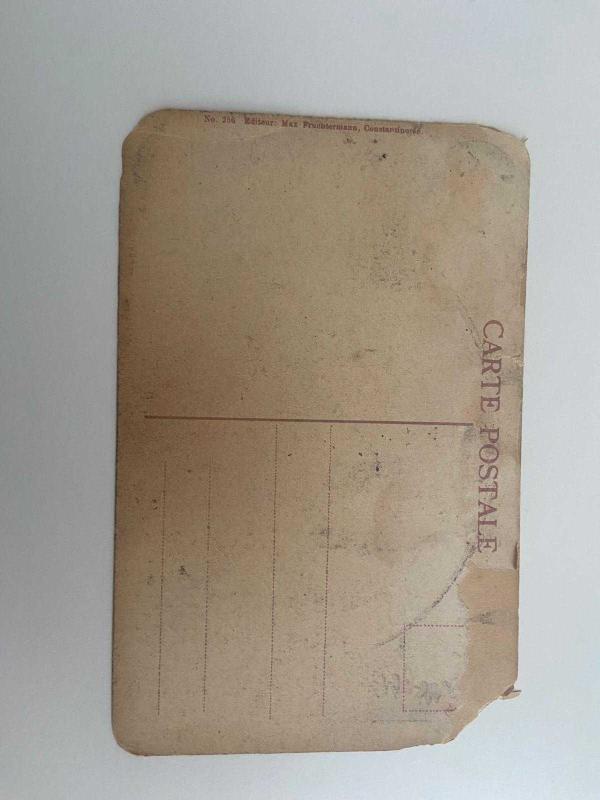 No. 256 Editeur: Max Fruchtermann, Constantinople.
CARTE POSTALE